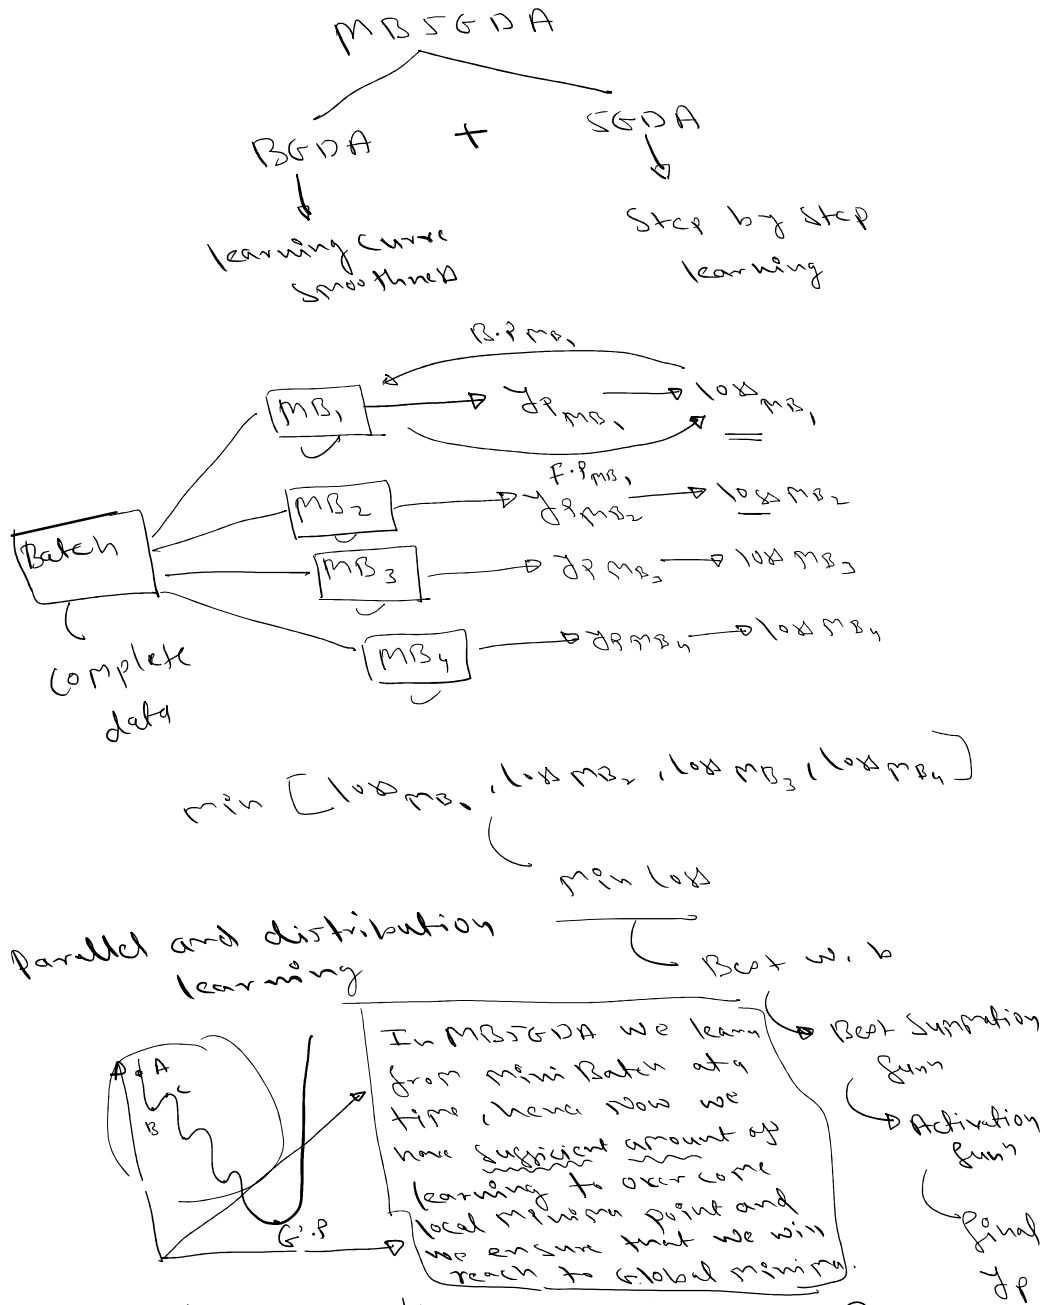 MBSGDA
BGDA + SGDA
learning curve
smoothness
Step by step
learning
B.P MB1
MB1 yP MB1 loss MB1
F.P MB1
MB2 yP MB2 loss MB2
Batch
MB3 yP MB3 loss MB3
MB4 yP MB4 loss MB4
complete
data
min [loss MB1, loss MB2, loss MB3, loss MB4]
min loss
Parallel and distribution
learning
Best w, b
Best Summation
funn
Activation
funn
final
yP
A
B
C
G.P
In MBSGDA we learn
from mini Batch at a
time, hence now we
have sufficient amount of
learning to over come
local minima point and
we ensure that we will
reach to Global minima.